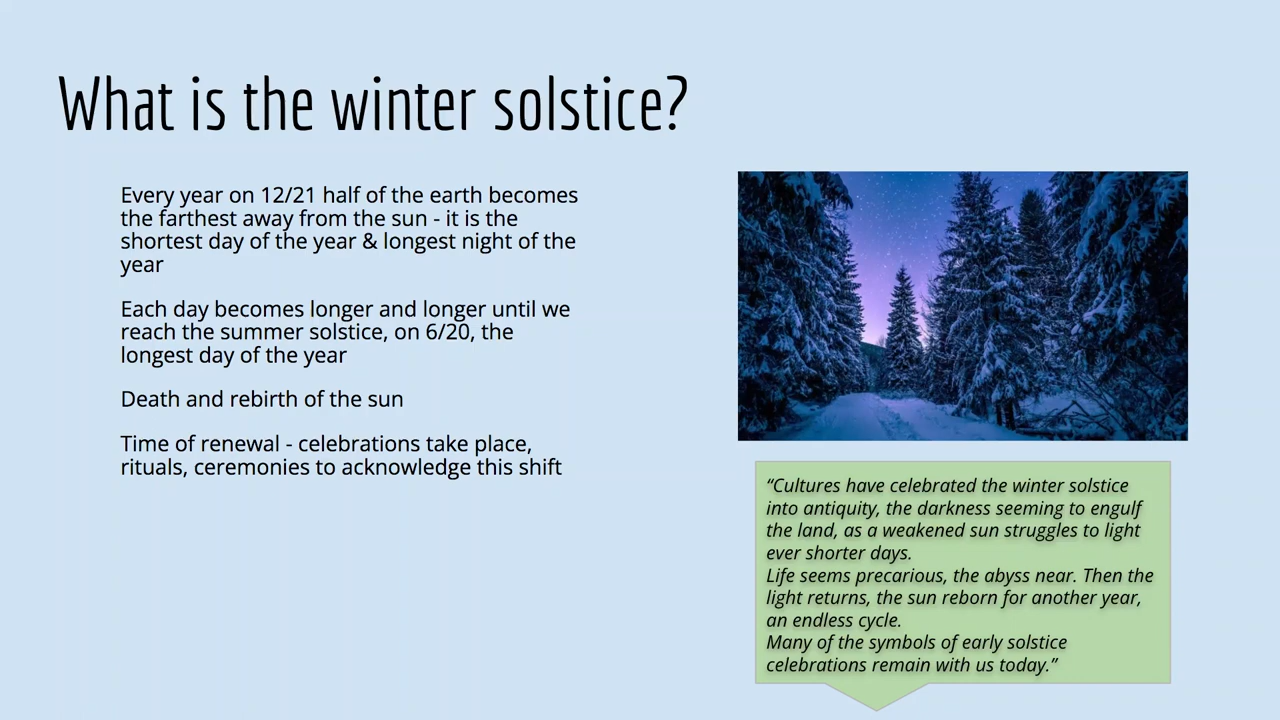 What is the winter solstice?
Every year on 12/21 half of the earth becomes
the farthest away from the sun - it is the
shortest day of the year & longest night of the
year
Each day becomes longer and longer until we
reach the summer solstice, on 6/20, the
longest day of the year
Death and rebirth of the sun
Time of renewal - celebrations take place,
rituals, ceremonies to acknowledge this shift
“Cultures have celebrated the winter solstice
into antiquity, the darkness seeming to engulf
the land, as a weakened sun struggles to light
ever shorter days.
Life seems precarious, the abyss near. Then the
light returns, the sun reborn for another year,
an endless cycle.
Many of the symbols of early solstice
celebrations remain with us today.”